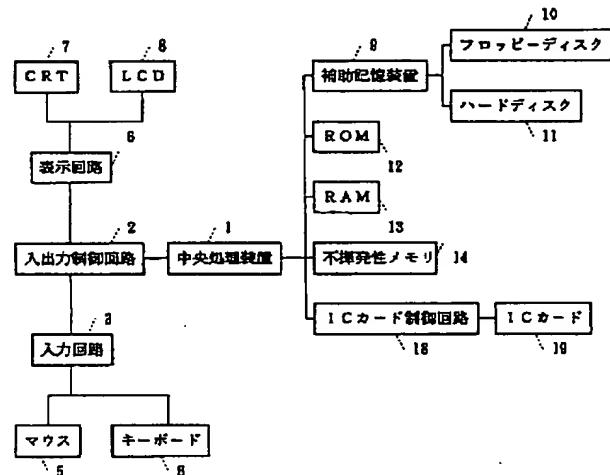 10
7
8
9
フロッピーディスク
CRT
LCD
補助記憶装置
ハードディスク
6
11
ROM
表示回路
12
RAM
2
1
13
入出力制御回路
中央処理装置
不揮発性メモリ
14
3
ICカード制御回路
ICカード
入力回路
18
19
マウス
キーボード
5
6